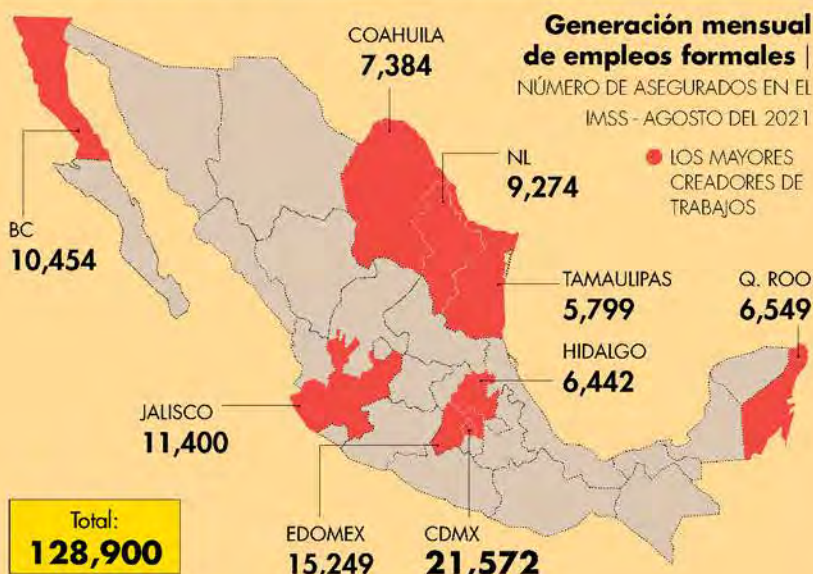 Generación mensual
de empleos formales |
NÚMERO DE ASEGURADOS EN EL
IMSS - AGOSTO DEL 2021
LOS MAYORES
CREADORES DE
TRABAJOS
COAHUILA
7,384
NL
9,274
BC
10,454
TAMAULIPAS
5,799
Q. ROO
6,549
HIDALGO
6,442
JALISCO
11,400
EDOMEX
15,249
CDMX
21,572
Total:
128,900